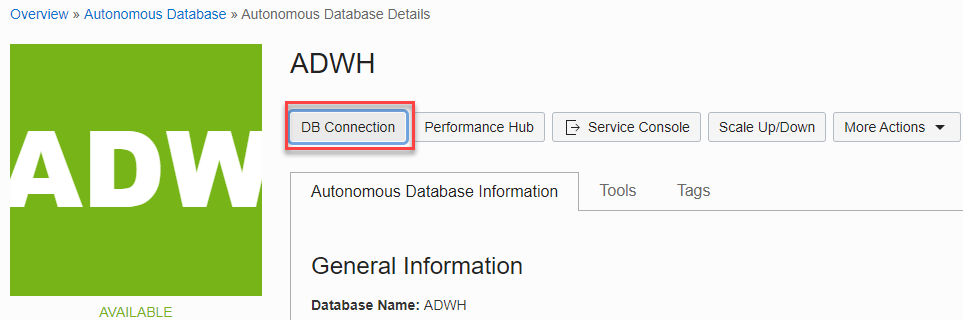 Overview » Autonomous Database » Autonomous Database Details
ADW
AVAILABLE
ADWH
DB Connection Performance Hub Service Console Scale Up/Down More Actions
Autonomous Database Information Tools Tags
General Information
Database Name: ADWH